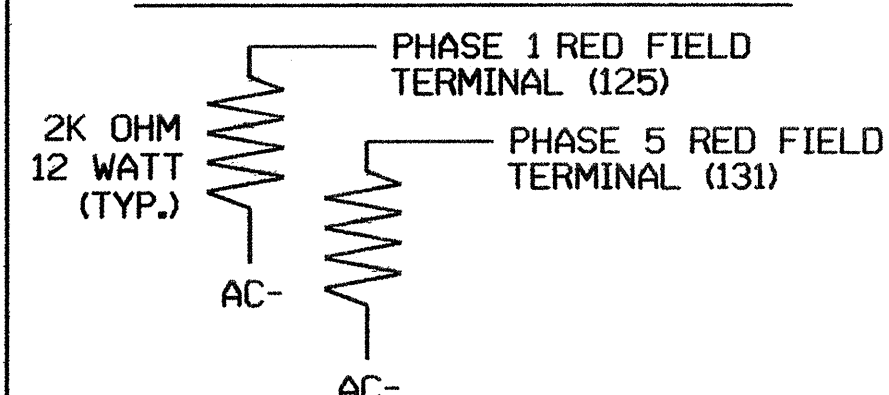 PHASE 1 RED FIELD
TERMINAL (125)
2K OHM
12 WATT
(TYP.)
PHASE 5 RED FIELD
TERMINAL (131)
AC-
AC-